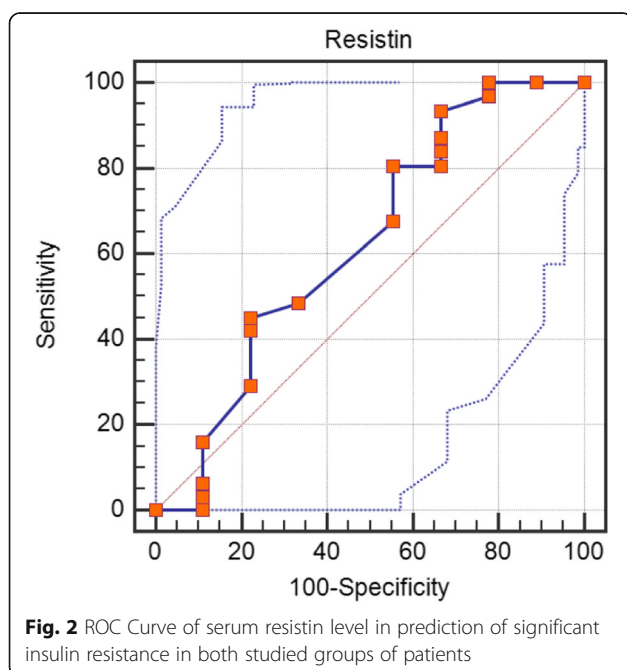 Resistin
100
80
60
40
20
0
Sensitivity
0 20 40 60 80 100
100-Specificity
Fig. 2 ROC Curve of serum resistin level in prediction of significant
insulin resistance in both studied groups of patients